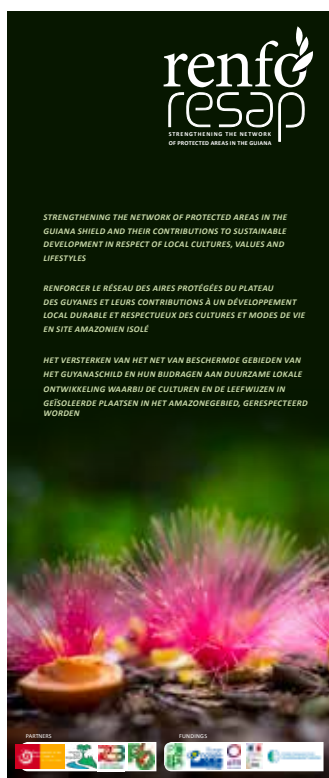 renfo
resap
STRENGTHENING THE NETWORK
OF PROTECTED AREAS IN THE GUIANA
STRENGTHENING THE NETWORK OF PROTECTED AREAS IN THE
GUIANA SHIELD AND THEIR CONTRIBUTIONS TO SUSTAINABLE
DEVELOPMENT IN RESPECT OF LOCAL CULTURES, VALUES AND
LIFESTYLES
RENFORCER LE RÉSEAU DES AIRES PROTÉGÉES DU PLATEAU
DES GUYANES ET LEURS CONTRIBUTIONS À UN DÉVELOPPEMENT
LOCAL DURABLE ET RESPECTUEUX DES CULTURES ET MODES DE VIE
EN SITE AMAZONIEN ISOLÉ
HET VERSTERKEN VAN HET NET VAN BESCHERMDE GEBIEDEN VAN
HET GUYANASCHILD EN HUN BIJDRAGEN AAN DUURZAME LOKALE
ONTWIKKELING WAARBIJ DE CULTUREN EN DE LEEFWIJZEN IN
GEÏSOLEERDE PLAATSEN IN HET AMAZONEGEBIED, GERESPECTEERD
WORDEN
PARTNERS
FUNDINGS